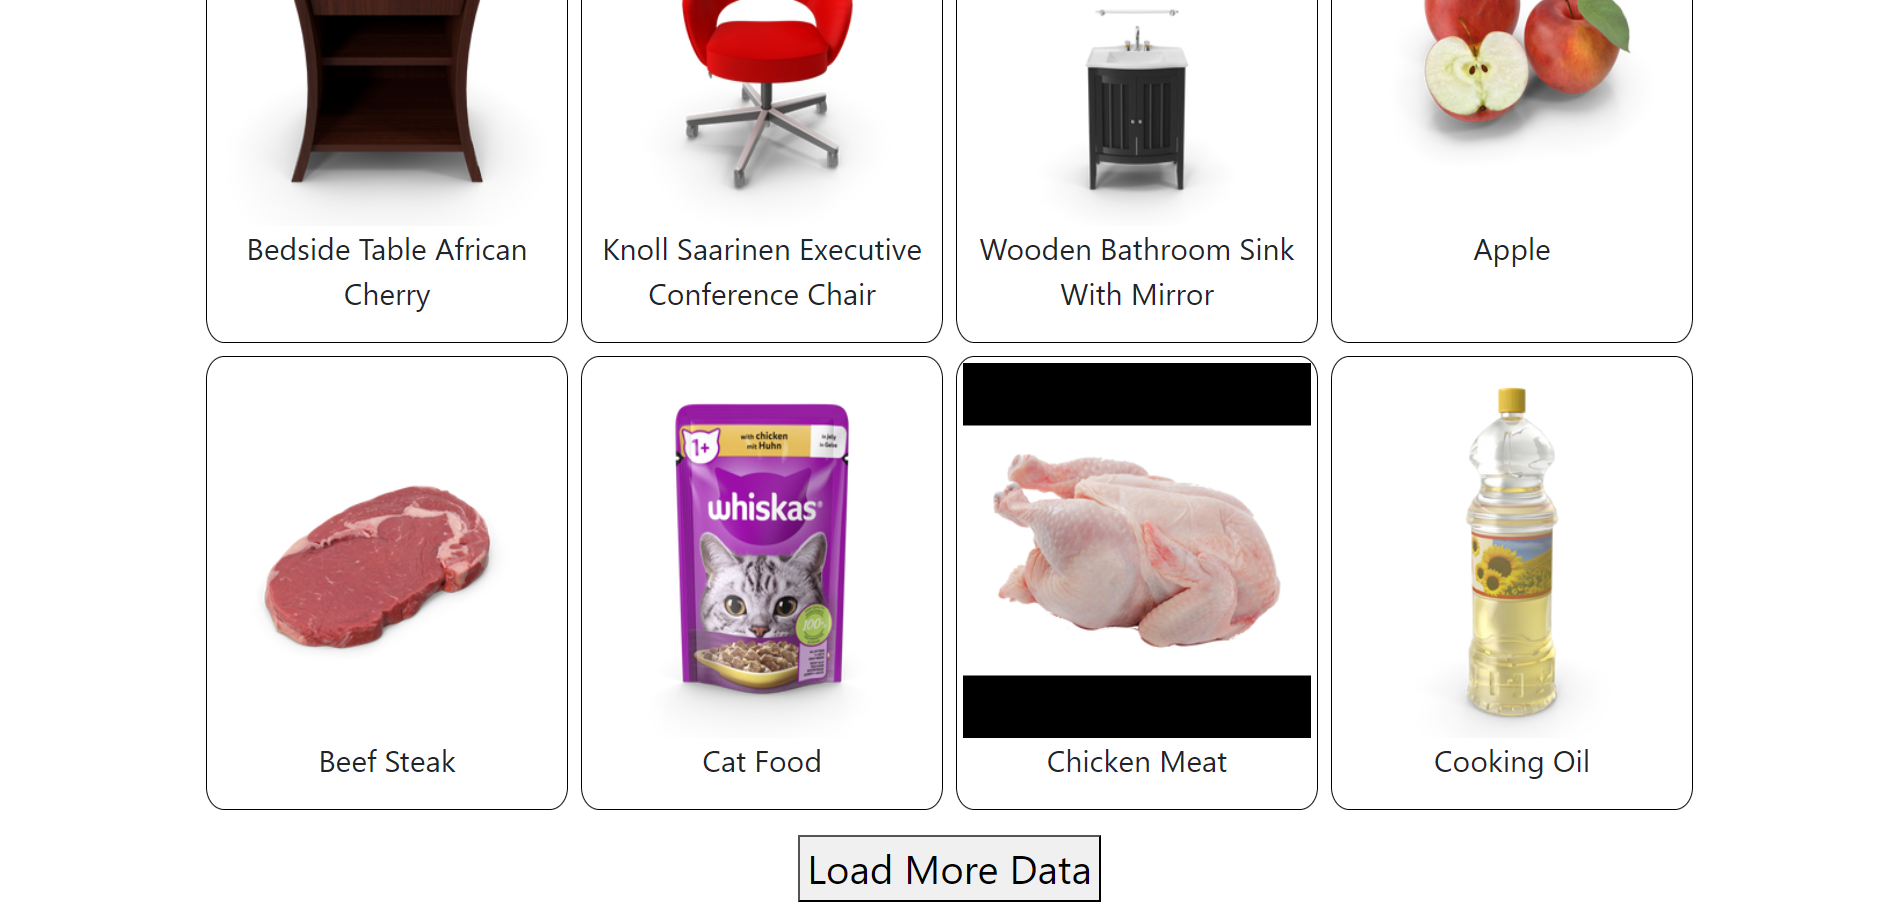 Bedside Table African
Cherry
Knoll Saarinen Executive
Conference Chair
Wooden Bathroom Sink
With Mirror
Apple
1+
with chicken
mit Huhn
in Jelly
in Gelee
whiskas®
100%
Beef Steak
Cat Food
Chicken Meat
Cooking Oil
Load More Data